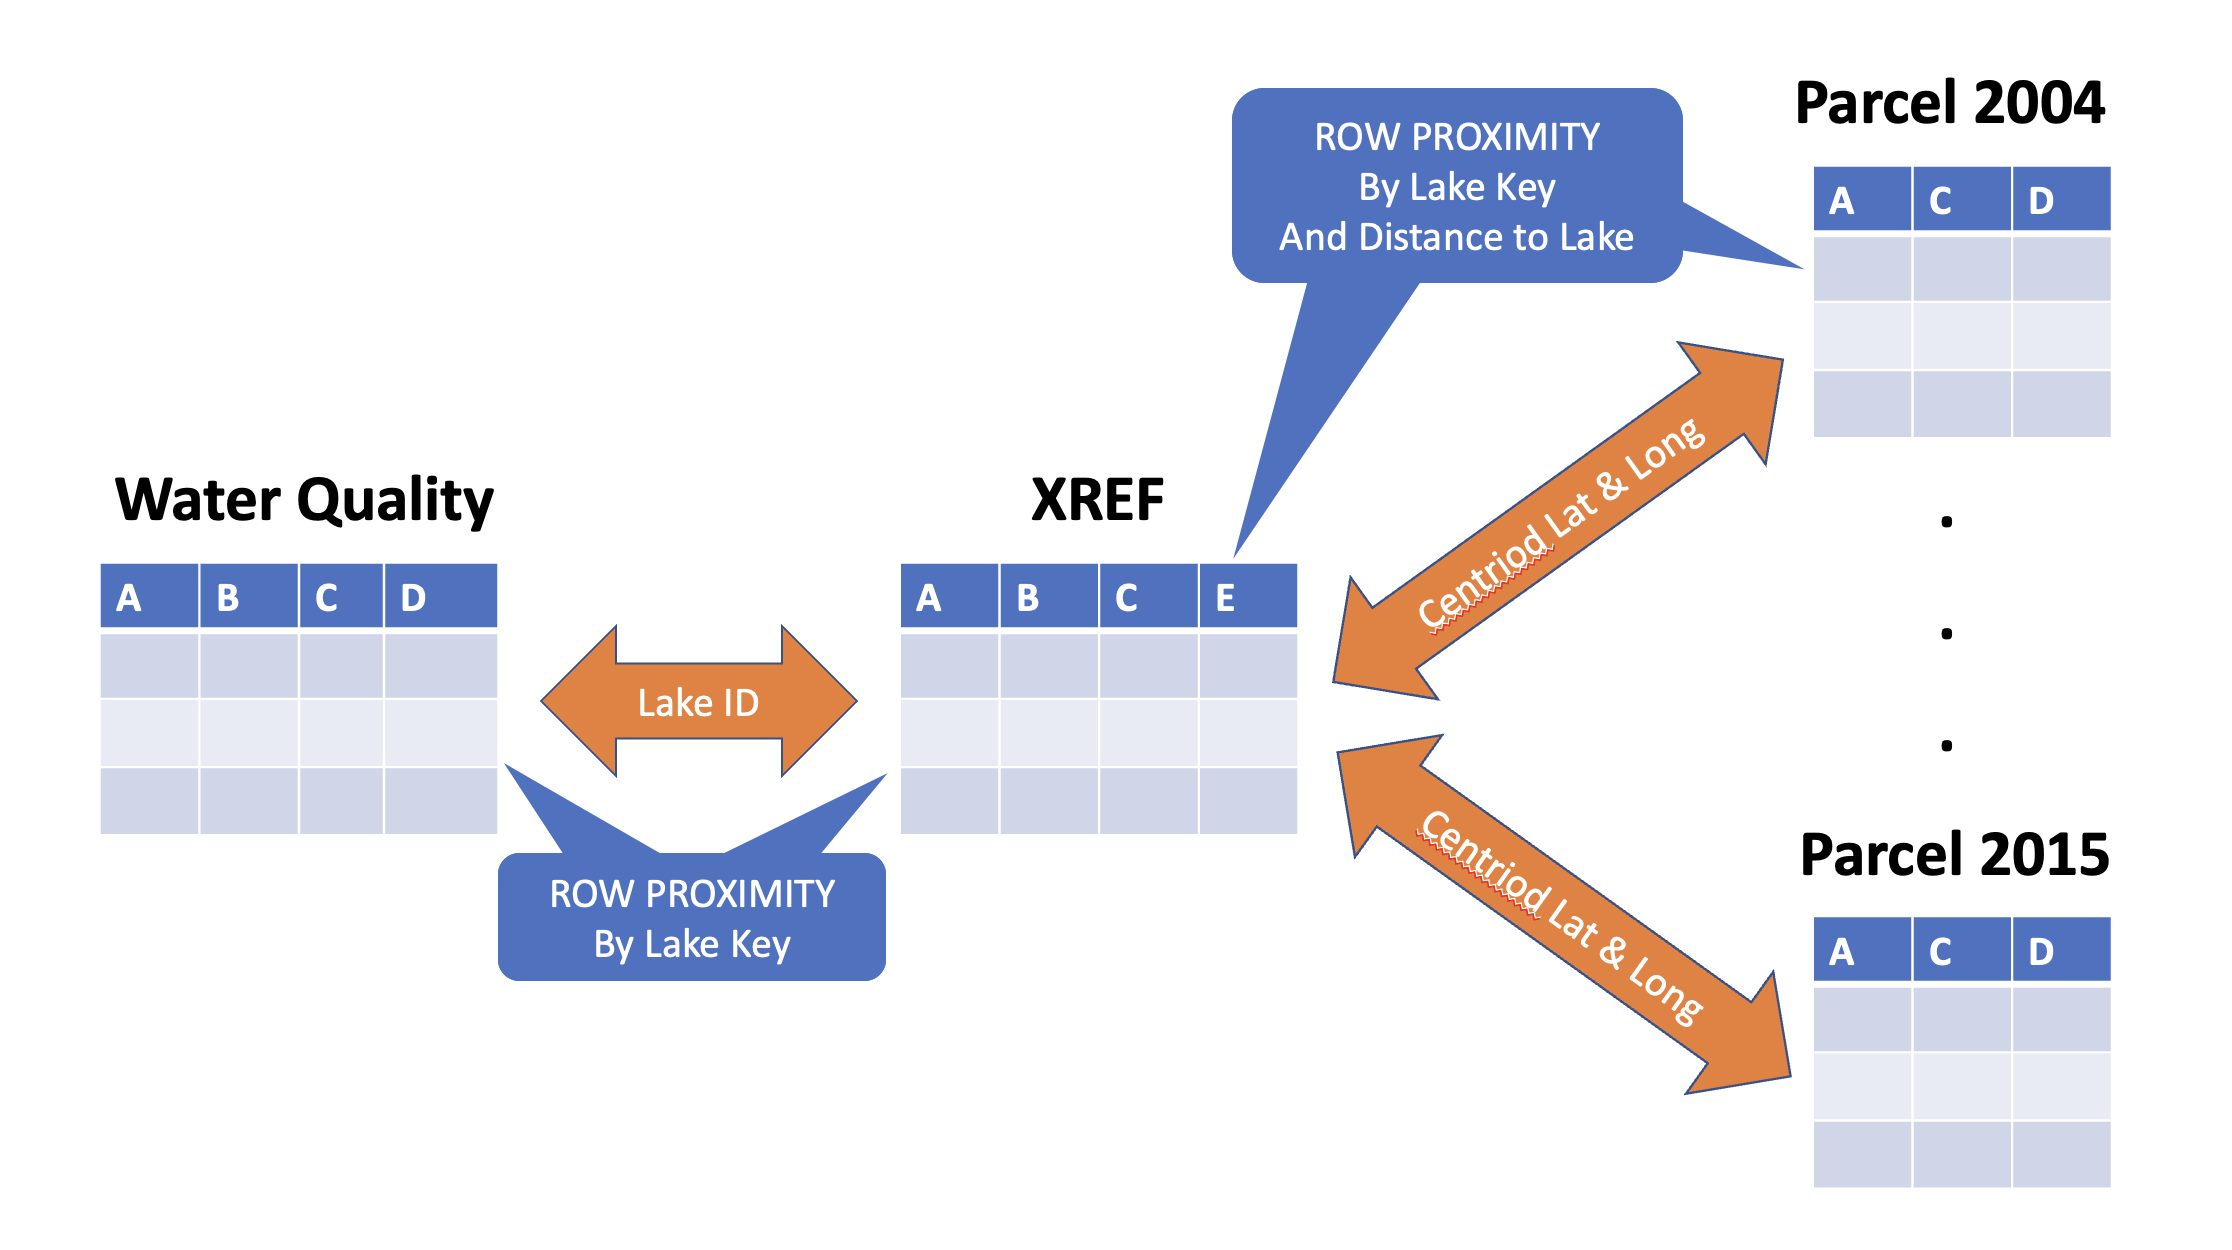 Parcel 2004
ROW PROXIMITY
By Lake Key
And Distance to Lake
A C D
Centriod Lat & Long
Water Quality
XREF
A B C D
A B C E
Lake ID
.
.
.
Centriod Lat & Long
Parcel 2015
ROW PROXIMITY
By Lake Key
A C D